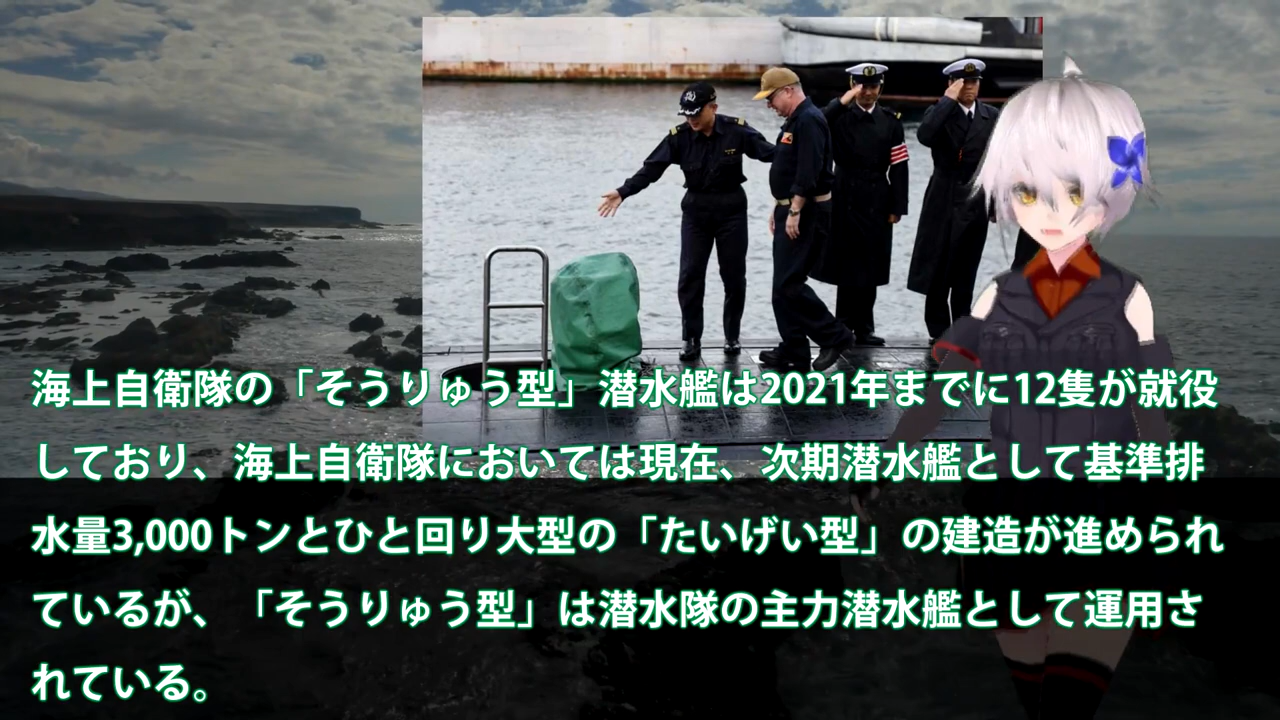 海上自衛隊の「そうりゅう型」潜水艦は2021年までに12隻が就役
しており、海上自衛隊においては現在、次期潜水艦として基準排
水量3,000トンとひと回り大型の「たいげい型」の建造が進められ
ているが、「そうりゅう型」は潜水隊の主力潜水艦として運用さ
れている。